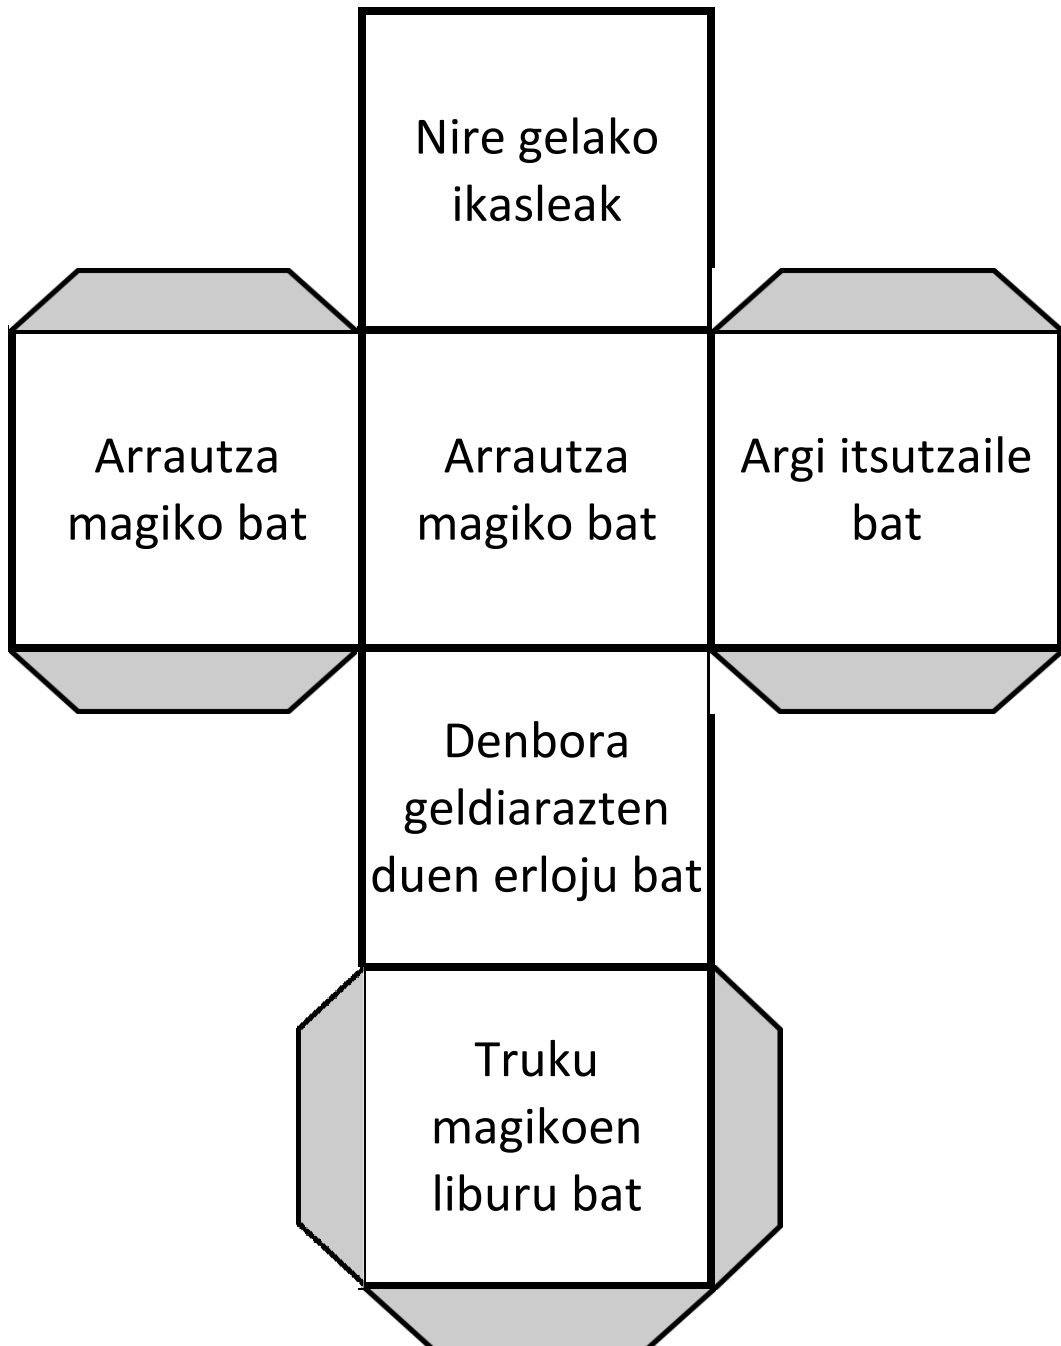 Nire gelako
ikasleak
Arrautza
magiko bat
Arrautza
magiko bat
Argi itsutzaile
bat
Denbora
geldiarazten
duen erloju bat
Truku
magikoen
liburu bat